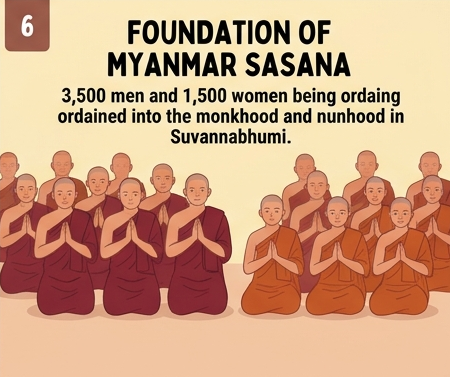 6
FOUNDATION OF
MYANMAR SASANA
3,500 men and 1,500 women being ordaing
ordained into the monkhood and nunhood in
Suvannabhumi.